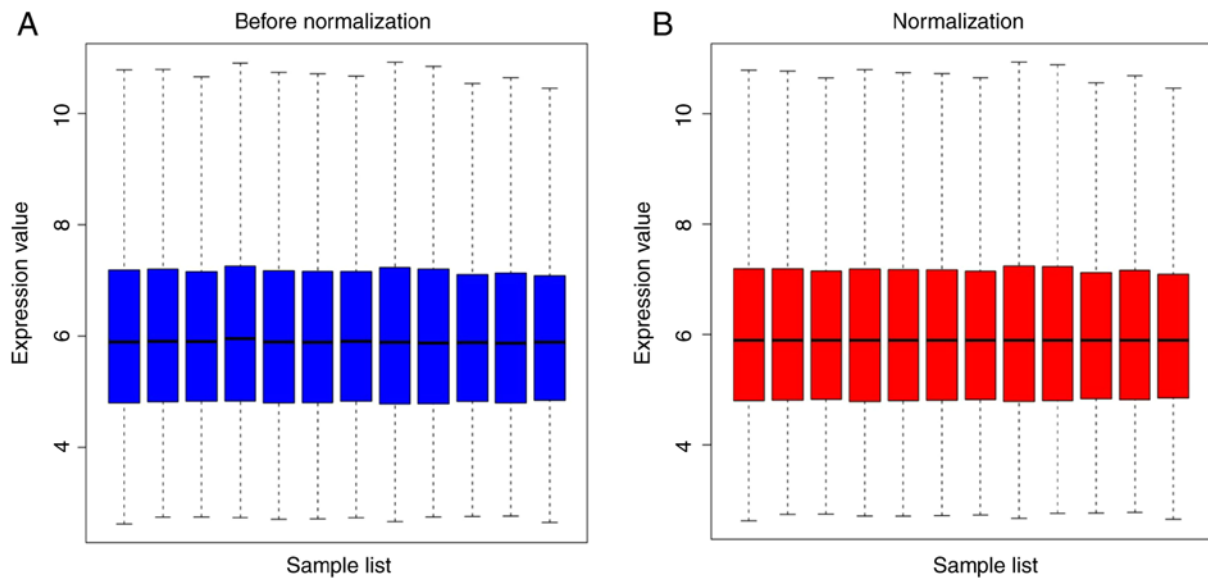 A
Before normalization
Expression value
10
8
6
4
Sample list
B
Normalization
Expression value
10
8
6
4
Sample list